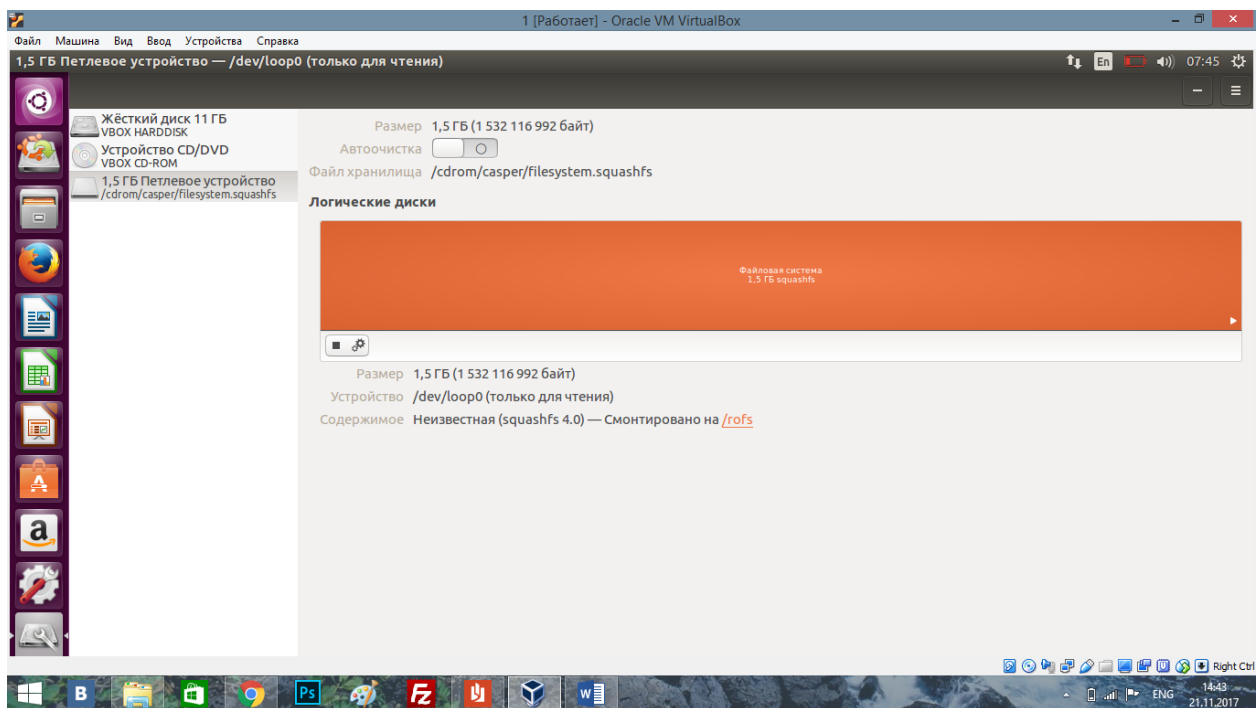 1 [Работает] - Oracle VM VirtualBox
Файл Машина Вид Ввод Устройства Справка
1,5 ГБ Петлевое устройство — /dev/loop0 (только для чтения)
En
07:45
Жёсткий диск 11 ГБ
VBOX HARDDISK
Устройство CD/DVD
VBOX CD-ROM
1,5 ГБ Петлевое устройство
/cdrom/casper/filesystem.squashfs
Размер 1,5 ГБ (1 532 116 992 байт)
Автоочистка
Файл хранилища /cdrom/casper/filesystem.squashfs
Логические диски
Файловая система
1,5 ГБ squashfs
Размер 1,5 ГБ (1 532 116 992 байт)
Устройство /dev/loop0 (только для чтения)
Содержимое Неизвестная (squashfs 4.0) — Смонтировано на /rofs
a
Right Ctrl
B
Ps
Fz
W
ENG
14:43
21.11.2017